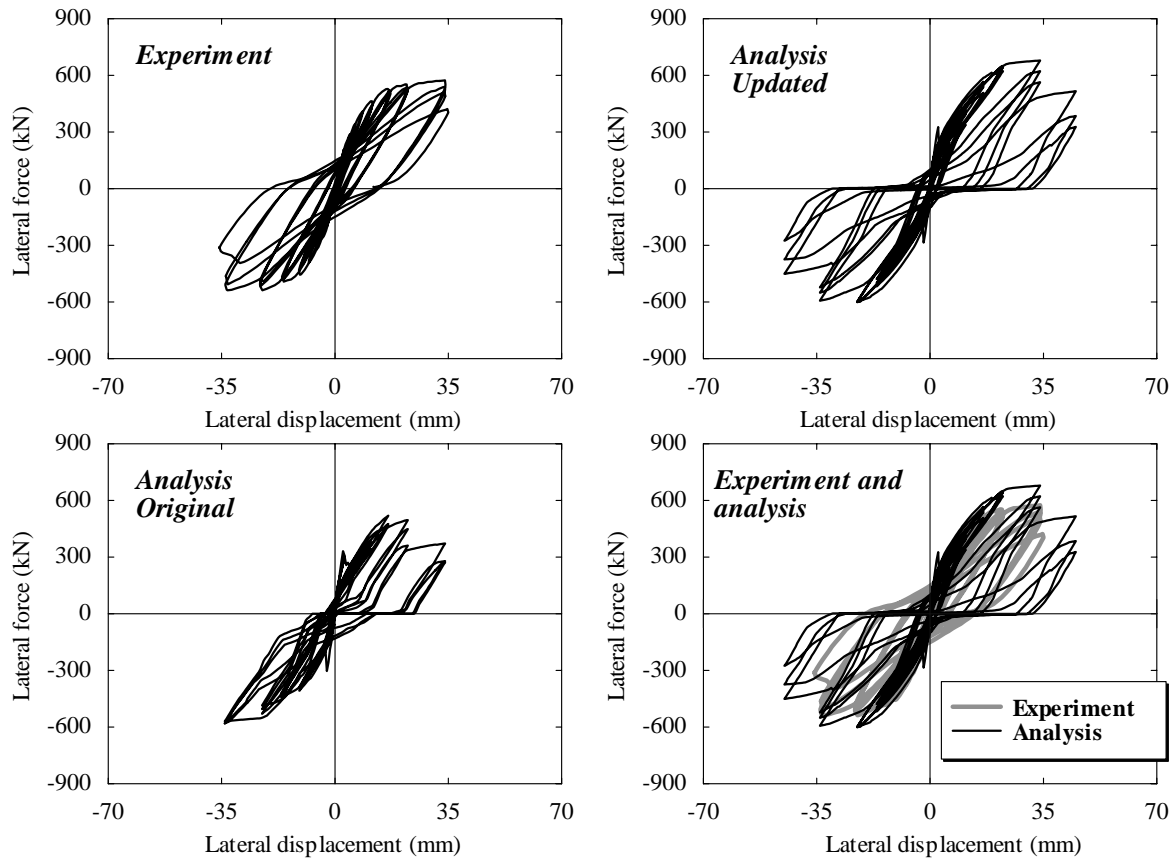 900
600
300
0
-300
-600
-900
-70
-35
0
35
70
Lateral force (kN)
Lateral displacement (mm)
Experiment
900
600
300
0
-300
-600
-900
-70
-35
0
35
70
Lateral force (kN)
Lateral displacement (mm)
Analysis
Updated
900
600
300
0
-300
-600
-900
-70
-35
0
35
70
Lateral force (kN)
Lateral displacement (mm)
Analysis
Original
900
600
300
0
-300
-600
-900
-70
-35
0
35
70
Lateral force (kN)
Lateral displacement (mm)
Experiment and
analysis
Experiment
Analysis